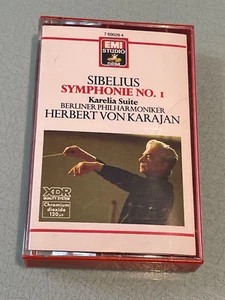 7 69028 4
EMI
STUDIO
SIBELIUS
SYMPHONIE NO. 1
Karelia Suite
BERLINER PHILHARMONIKER
HERBERT VON KARAJAN
XDR
QUALITY SYSTEM
Chromium
dioxide
120µs